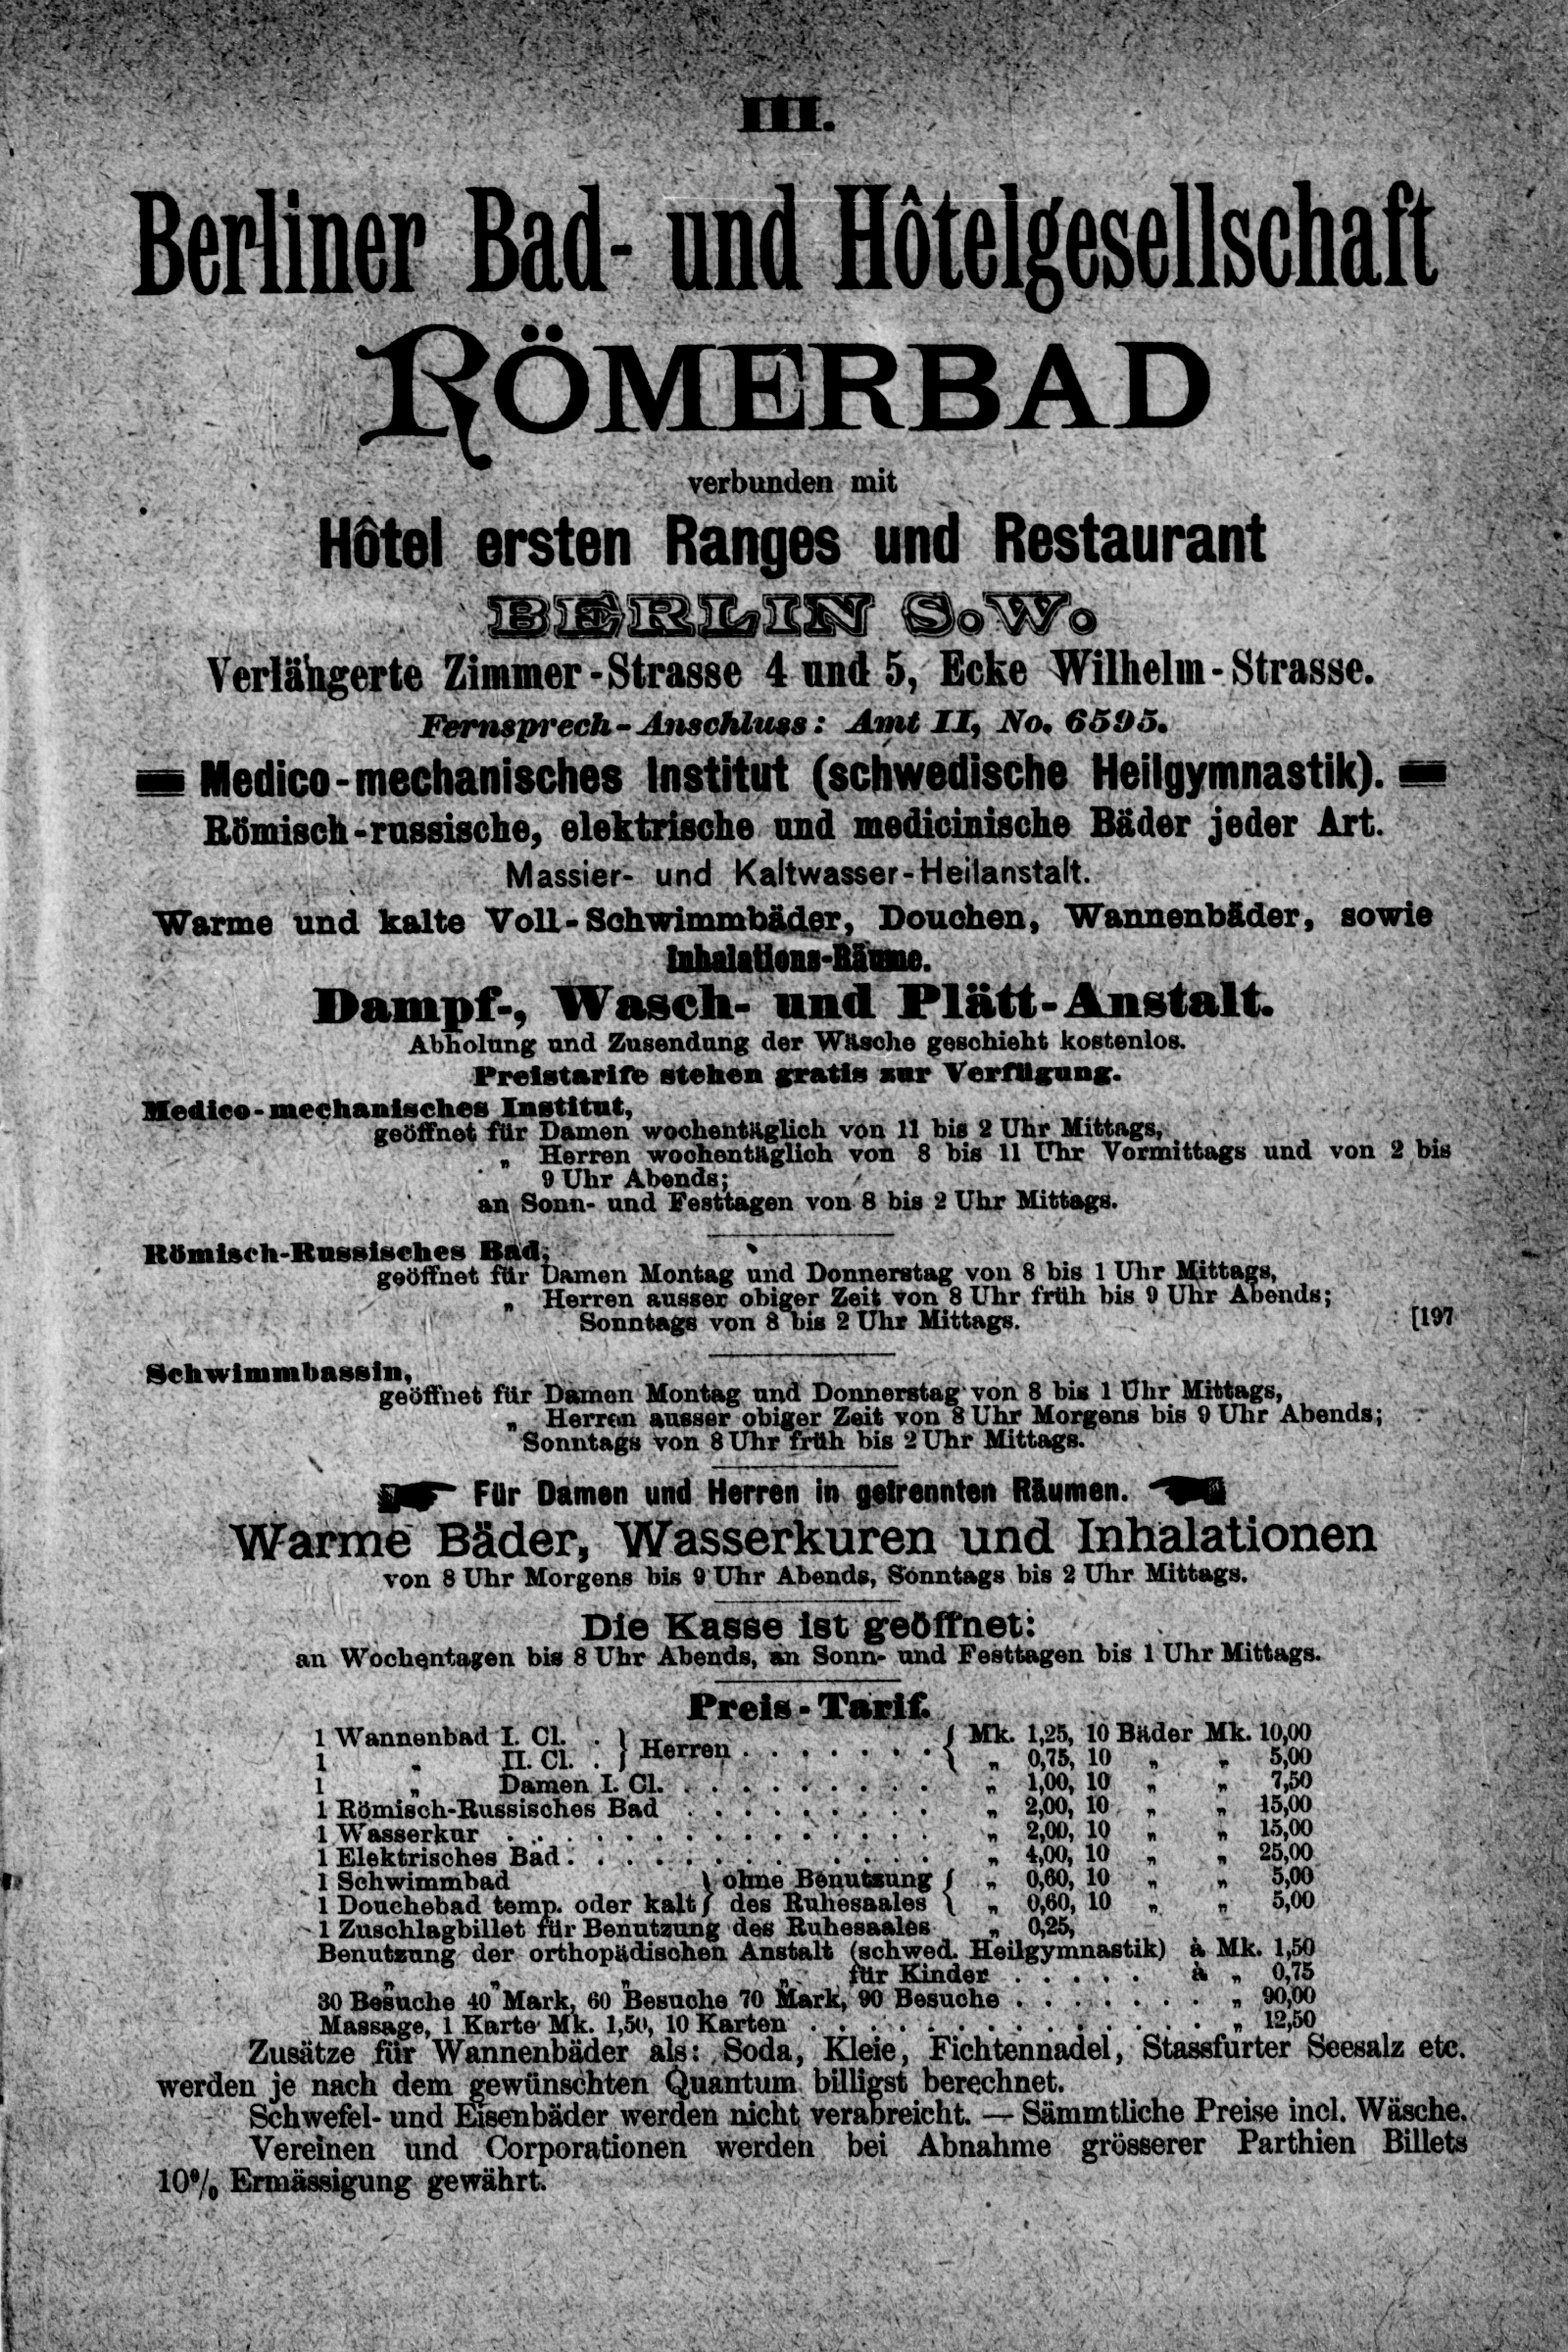 III.
Berliner Bad- und Hôtelgesellschaft
RÖMERBAD
verbunden mit
Hôtel ersten Ranges und Restaurant
BERLIN S.W.
Verlängerte Zimmer-Strasse 4 und 5, Ecke Wilhelm-Strasse.
Fernsprech-Anschluss: Amt II, No. 6595.
Medico-mechanisches Institut (schwedische Heilgymnastik).
Römisch-russische, elektrische und medicinische Bäder jeder Art.
Massier- und Kaltwasser-Heilanstalt.
Warme und kalte Voll-Schwimmbäder, Douchen, Wannenbäder, sowie
Inhalations-Räume.
Dampf-, Wasch- und Plätt-Anstalt.
Abholung und Zusendung der Wäsche geschieht kostenlos.
Preistarife stehen gratis zur Verfügung.
Medico-mechanisches Institut,
geöffnet für Damen wochentäglich von 11 bis 2 Uhr Mittags,
„ Herren wochentäglich von 8 bis 11 Uhr Vormittags und von 2 bis
9 Uhr Abends;
an Sonn- und Festtagen von 8 bis 2 Uhr Mittags.
Römisch-Russisches Bad,
geöffnet für Damen Montag und Donnerstag von 8 bis 1 Uhr Mittags,
„ Herren ausser obiger Zeit von 8 Uhr früh bis 9 Uhr Abends;
Sonntags von 8 bis 2 Uhr Mittags. [197
Schwimmbassin,
geöffnet für Damen Montag und Donnerstag von 8 bis 1 Uhr Mittags,
„ Herren ausser obiger Zeit von 8 Uhr Morgens bis 9 Uhr Abends;
Sonntags von 8 Uhr früh bis 2 Uhr Mittags.
Für Damen und Herren in getrennten Räumen.
Warme Bäder, Wasserkuren und Inhalationen
von 8 Uhr Morgens bis 9 Uhr Abends, Sonntags bis 2 Uhr Mittags.
Die Kasse ist geöffnet:
an Wochentagen bis 8 Uhr Abends, an Sonn- und Festtagen bis 1 Uhr Mittags.
Preis-Tarif.
1 Wannenbad I. Cl. . } Herren . . . . . . . { Mk. 1,25, 10 Bäder Mk. 10,00
1 „ II. Cl. . } „ 0,75, 10 „ „ 5,00
1 „ Damen I. Cl. . . . . . . . . . „ 1,00, 10 „ „ 7,50
1 Römisch-Russisches Bad . . . . . . . . . „ 2,00, 10 „ „ 15,00
1 Wasserkur . . . . . . . . . . . . . . . „ 2,00, 10 „ „ 15,00
1 Elektrisches Bad . . . . . . . . . . . . . „ 4,00, 10 „ „ 25,00
1 Schwimmbad } ohne Benutzung { „ 0,60, 10 „ „ 5,00
1 Douchebad temp. oder kalt } des Ruhesaales { „ 0,60, 10 „ „ 5,00
1 Zuschlagbillet für Benutzung des Ruhesaales „ 0,25,
Benutzung der orthopädischen Anstalt (schwed. Heilgymnastik) à Mk. 1,50
„ „ „ „ für Kinder . . . . . à „ 0,75
30 Besuche 40 Mark, 60 Besuche 70 Mark, 90 Besuche . . . . . . . „ 90,00
Massage, 1 Karte Mk. 1,50, 10 Karten . . . . . . . . . . . . . . „ 12,50
Zusätze für Wannenbäder als: Soda, Kleie, Fichtennadel, Stassfurter Seesalz etc.
werden je nach dem gewünschten Quantum billigst berechnet.
Schwefel- und Eisenbäder werden nicht verabreicht. — Sämmtliche Preise incl. Wäsche.
Vereinen und Corporationen werden bei Abnahme grösserer Parthien Billets
10% Ermässigung gewährt.